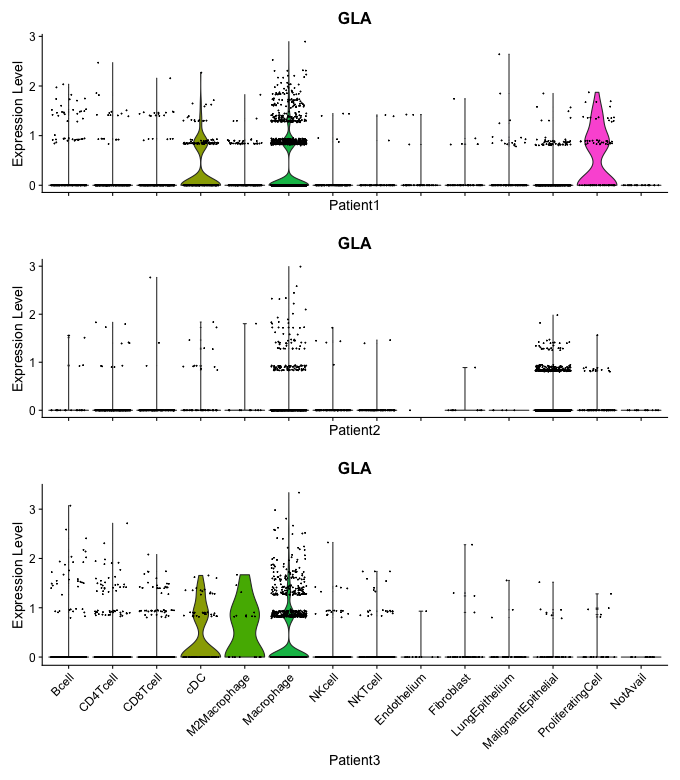 GLA
3
2
1
0
Expression Level
Patient1
GLA
3
2
1
0
Expression Level
Patient2
GLA
3
2
1
0
Expression Level
Bcell
CD4Tcell
CD8Tcell
cDC
M2Macrophage
Macrophage
NKcell
NKTcell
Endothelium
Fibroblast
LungEpithelium
MalignantEpithelial
ProliferatingCell
NotAvail
Patient3